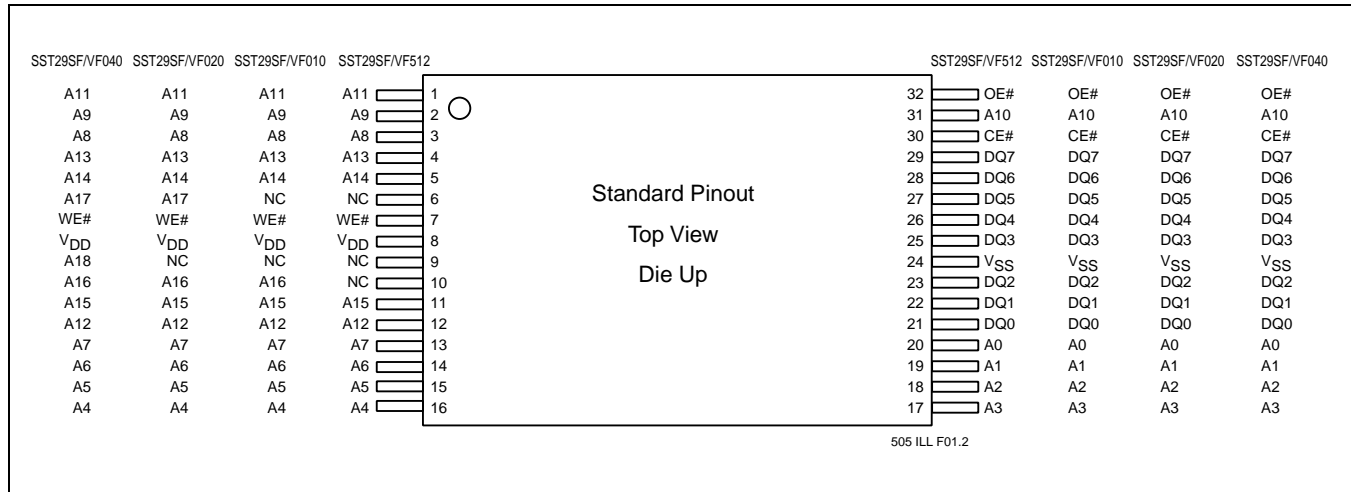 SST29SF/VF040 SST29SF/VF020 SST29SF/VF010 SST29SF/VF512 SST29SF/VF512 SST29SF/VF010 SST29SF/VF020 SST29SF/VF040
A11 A11 A11 A11 1 32 OE# OE# OE# OE#
A9 A9 A9 A9 2 31 A10 A10 A10 A10
A8 A8 A8 A8 3 30 CE# CE# CE# CE#
A13 A13 A13 A13 4 29 DQ7 DQ7 DQ7 DQ7
A14 A14 A14 A14 5 28 DQ6 DQ6 DQ6 DQ6
A17 A17 NC NC 6 Standard Pinout 27 DQ5 DQ5 DQ5 DQ5
WE# WE# WE# WE# 7 26 DQ4 DQ4 DQ4 DQ4
VDD VDD VDD VDD 8 Top View 25 DQ3 DQ3 DQ3 DQ3
A18 NC NC NC 9 24 VSS VSS VSS VSS
A16 A16 A16 NC 10 Die Up 23 DQ2 DQ2 DQ2 DQ2
A15 A15 A15 A15 11 22 DQ1 DQ1 DQ1 DQ1
A12 A12 A12 A12 12 21 DQ0 DQ0 DQ0 DQ0
A7 A7 A7 A7 13 20 A0 A0 A0 A0
A6 A6 A6 A6 14 19 A1 A1 A1 A1
A5 A5 A5 A5 15 18 A2 A2 A2 A2
A4 A4 A4 A4 16 17 A3 A3 A3 A3
505 ILL F01.2